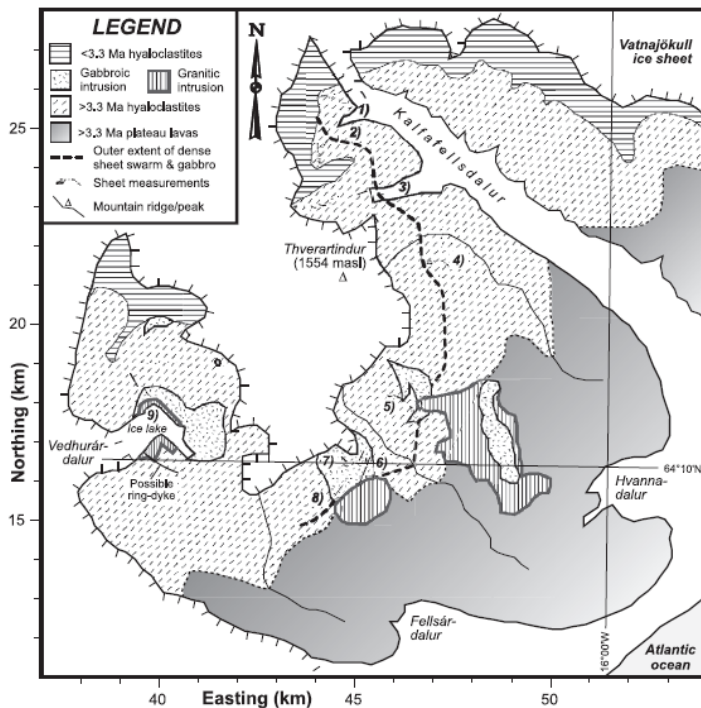 LEGEND
<3.3 Ma hyaloclastites
Gabbroic
intrusion
Granitic
intrusion
>3.3 Ma hyaloclastites
>3.3 Ma plateau lavas
Outer extent of dense
sheet swarm & gabbro
Sheet measurements
Δ Mountain ridge/peak
N
Vatnajökull
ice sheet
Kalfafellsdalur
1)
2)
3)
Thverartindur
(1554 masl)
Δ
4)
5)
6)
7)
8)
9)
Ice lake
Vedhurár-
dalur
Possible
ring-dyke
64°10'N
Hvanna-
dalur
Fellsár-
dalur
16°00'W
Atlantic
ocean
25
20
15
Northing (km)
40
45
50
Easting (km)